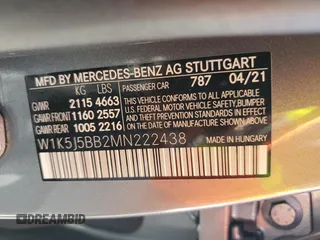 MFD BY MERCEDES-BENZ AG STUTTGART
KG LBS PASSENGER CAR 787 04/21
GVWR 2115 4663
GAWR FRONT 1160 2557
GAWR REAR 1005 2216
THIS VEHICLE CONFORMS TO ALL APPLICABLE
U.S. FEDERAL MOTOR VEHICLE SAFETY, BUMPER
AND THEFT PREVENTION STANDARDS IN EFFECT
ON THE DATE OF MANUFACTURE SHOWN ABOVE.
W1K5J5BB2MN222438
MADE IN HUNGARY
DREAMBID